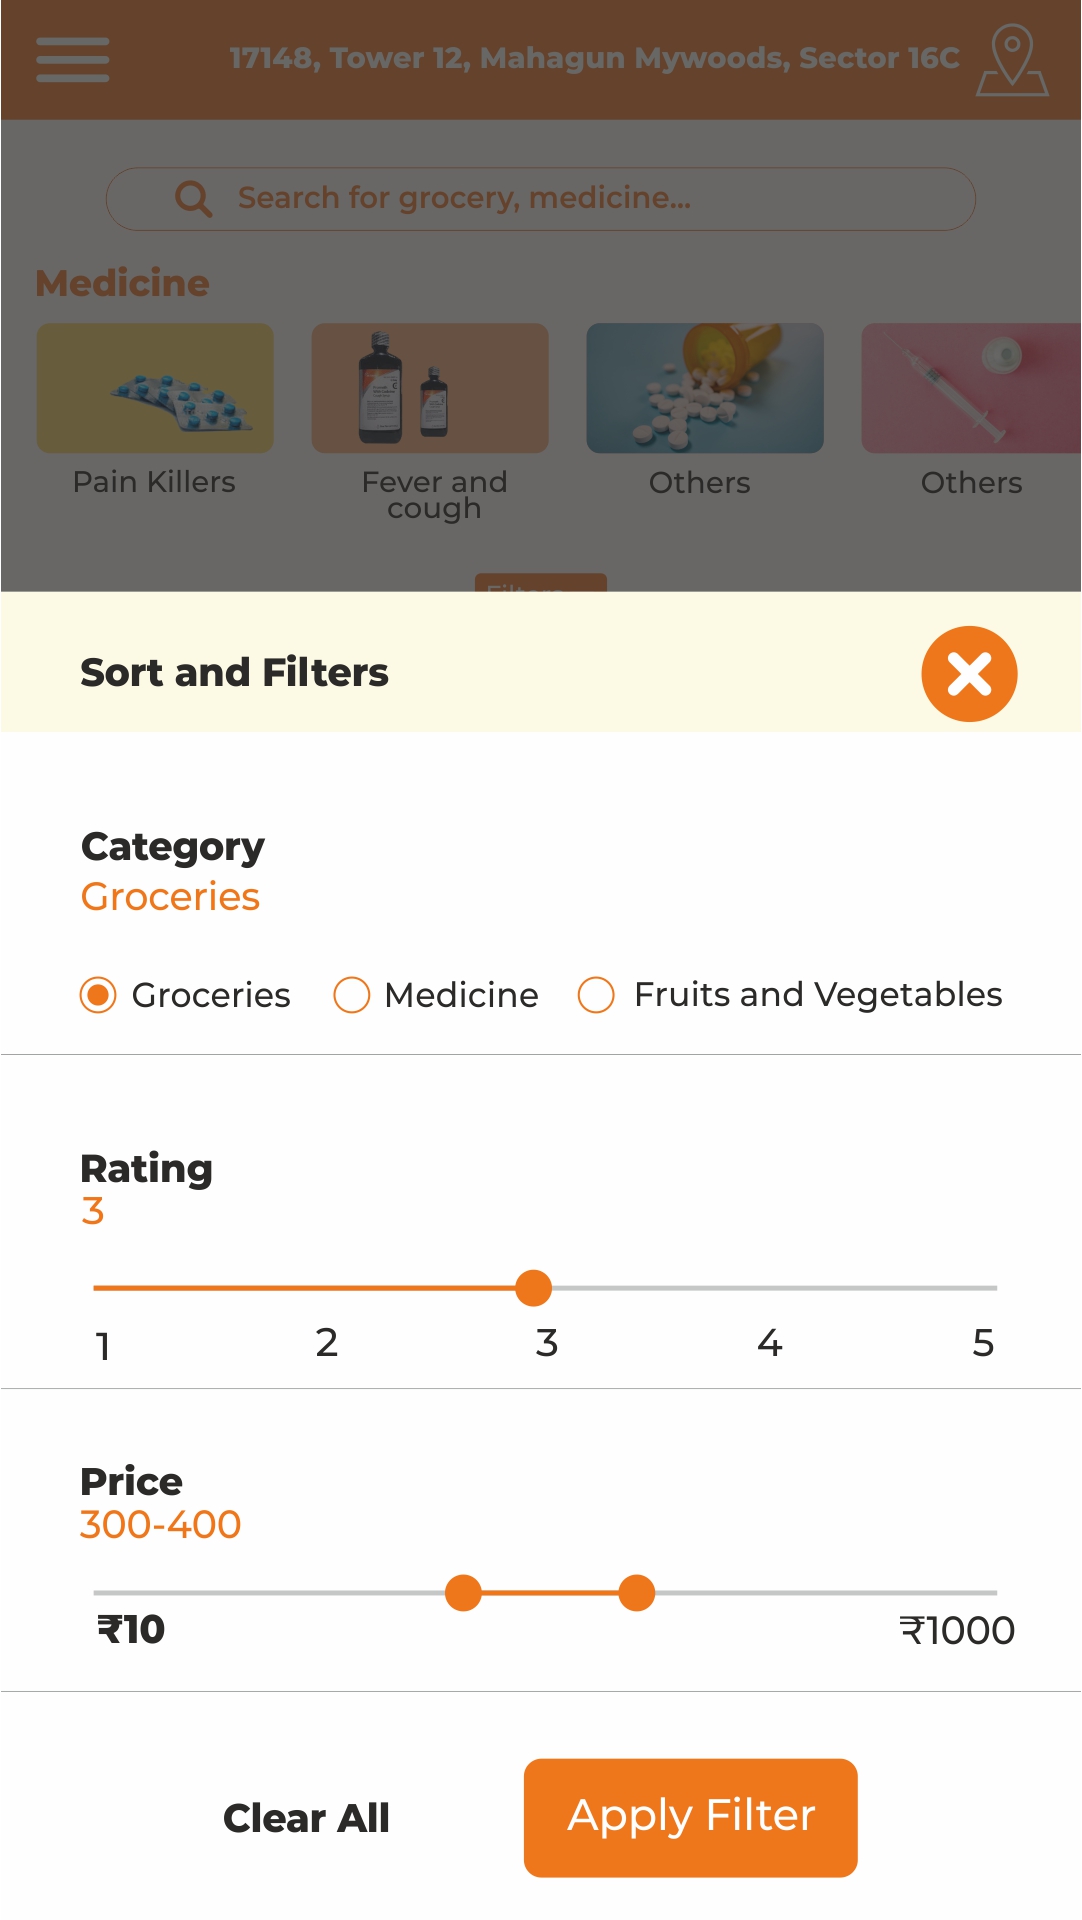 17148, Tower 12, Mahagun Mywoods, Sector 16C
Search for grocery, medicine...
Medicine
Pain Killers
Fever and
cough
Others
Others
Filters
Sort and Filters
Category
Groceries
Groceries
Medicine
Fruits and Vegetables
Rating
3
1
2
3
4
5
Price
300-400
₹10
₹1000
Clear All
Apply Filter